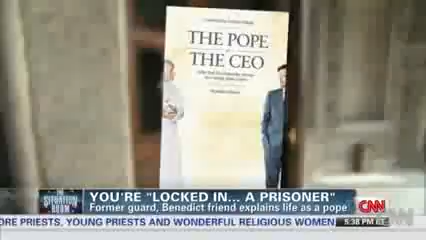 THE POPE
THE CEO
THE
SITUATION
ROOM
YOU'RE "LOCKED IN... A PRISONER"
Former guard, Benedict friend explains life as a pope
CNN
5:38 PM ET
ORE PRIESTS, YOUNG PRIESTS AND WONDERFUL RELIGIOUS WOMEN